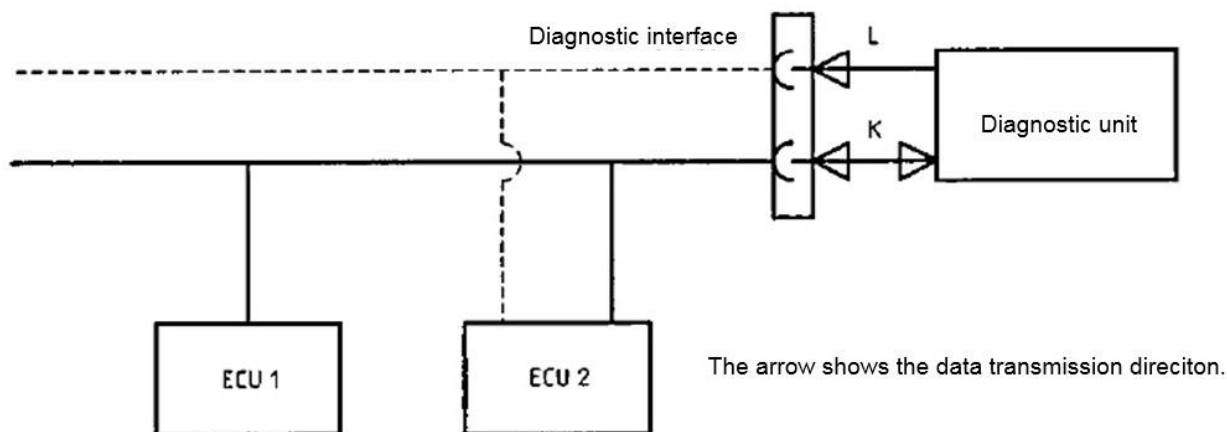 Diagnostic interface
L
K
Diagnostic unit
ECU 1
ECU 2
The arrow shows the data transmission direciton.